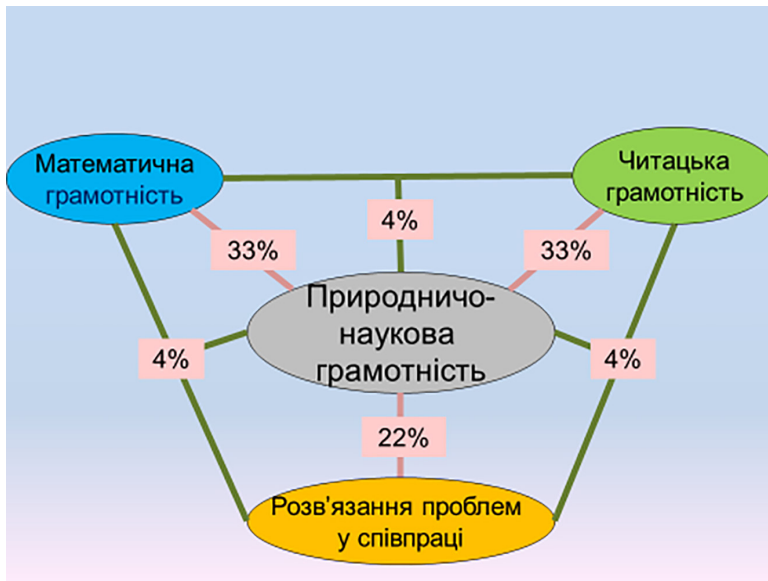 Математична
грамотність
Читацька
грамотність
4%
33%
33%
Природничо-
наукова
грамотність
4%
4%
22%
Розв'язання проблем
у співпраці